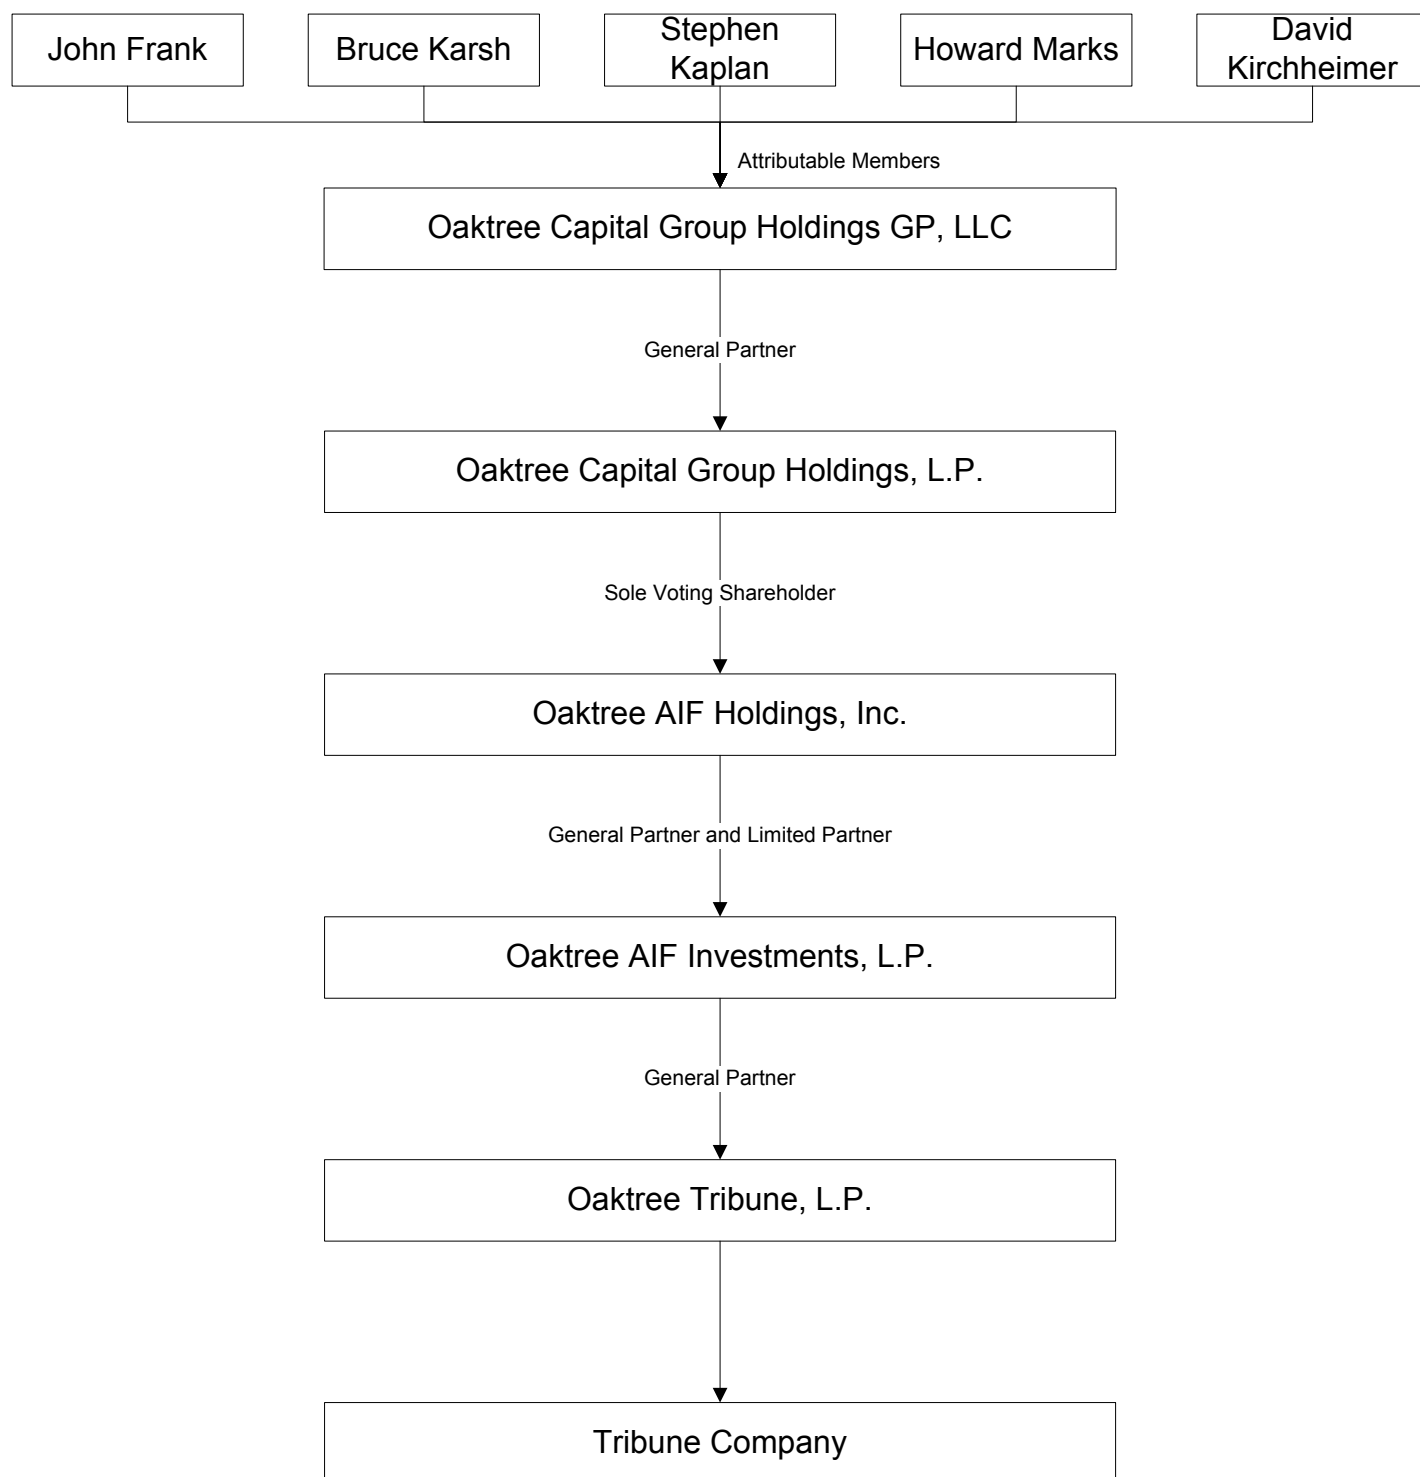 John Frank
Bruce Karsh
Stephen
Kaplan
Howard Marks
David
Kirchheimer
Attributable Members
Oaktree Capital Group Holdings GP, LLC
General Partner
Oaktree Capital Group Holdings, L.P.
Sole Voting Shareholder
Oaktree AIF Holdings, Inc.
General Partner and Limited Partner
Oaktree AIF Investments, L.P.
General Partner
Oaktree Tribune, L.P.
Tribune Company